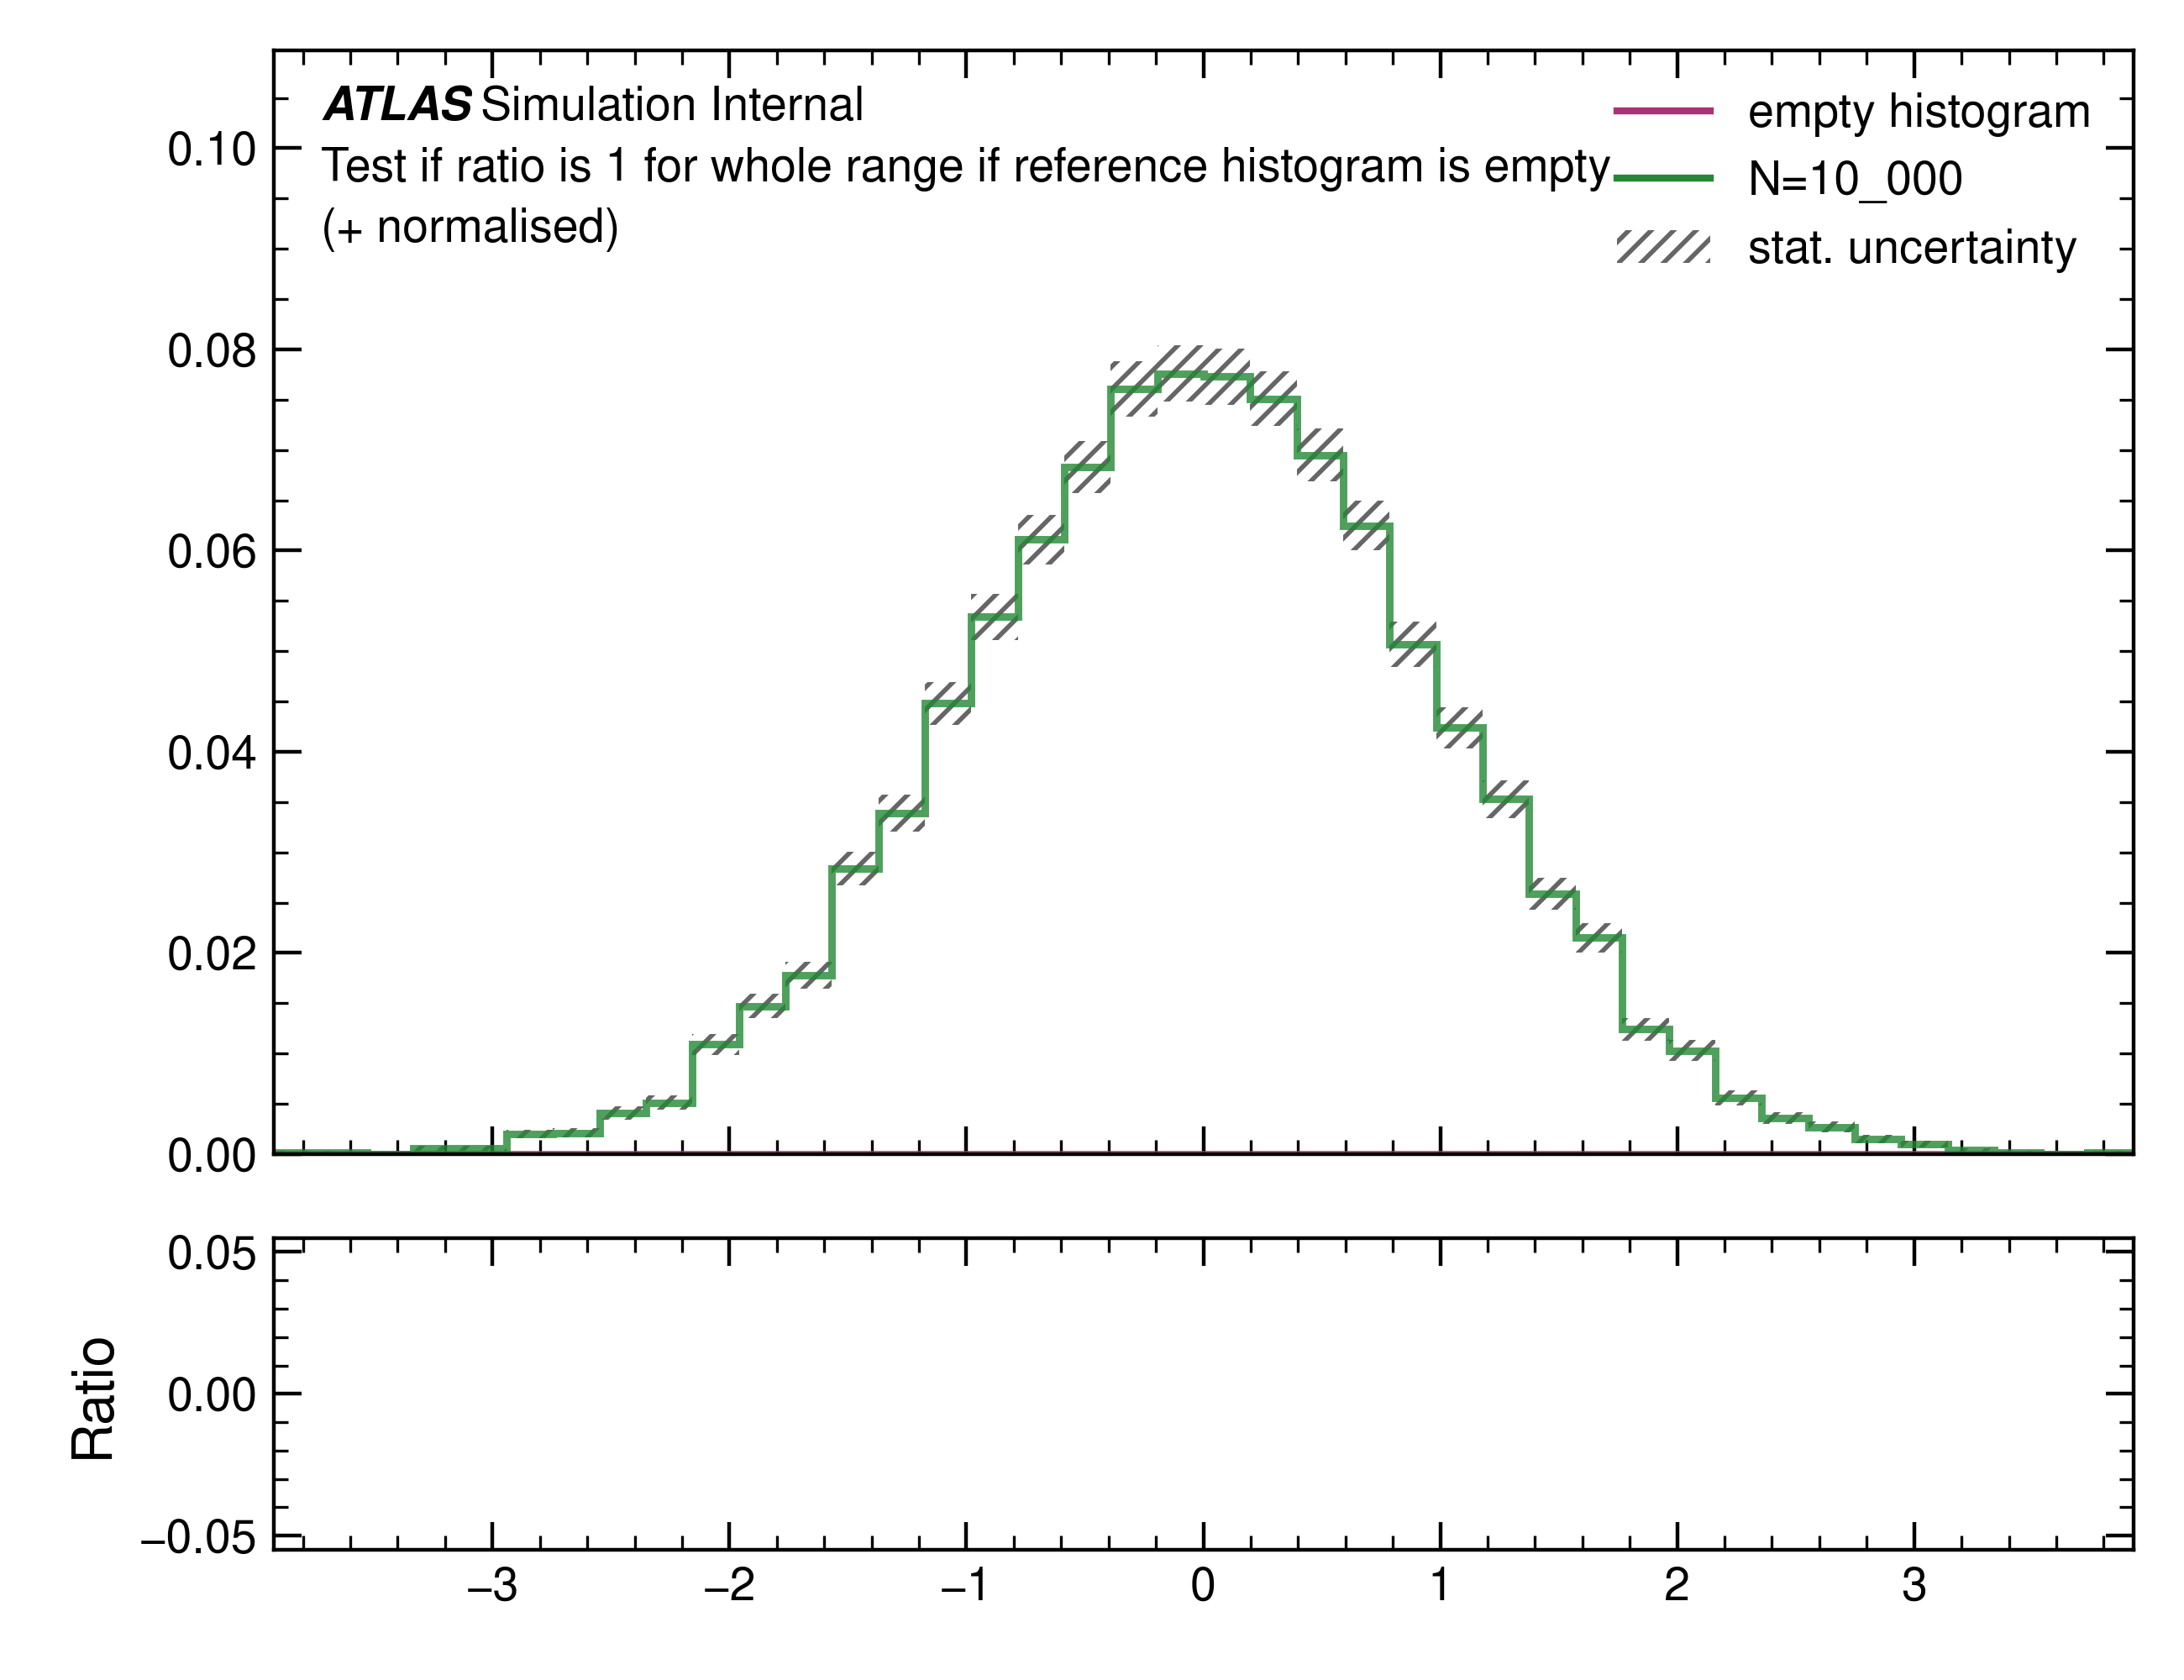 ATLAS Simulation Internal
Test if ratio is 1 for whole range if reference histogram is empty
(+ normalised)
empty histogram
N=10_000
stat. uncertainty
0.10
0.08
0.06
0.04
0.02
0.00
0.05
0.00
−0.05
Ratio
−3 −2 −1 0 1 2 3